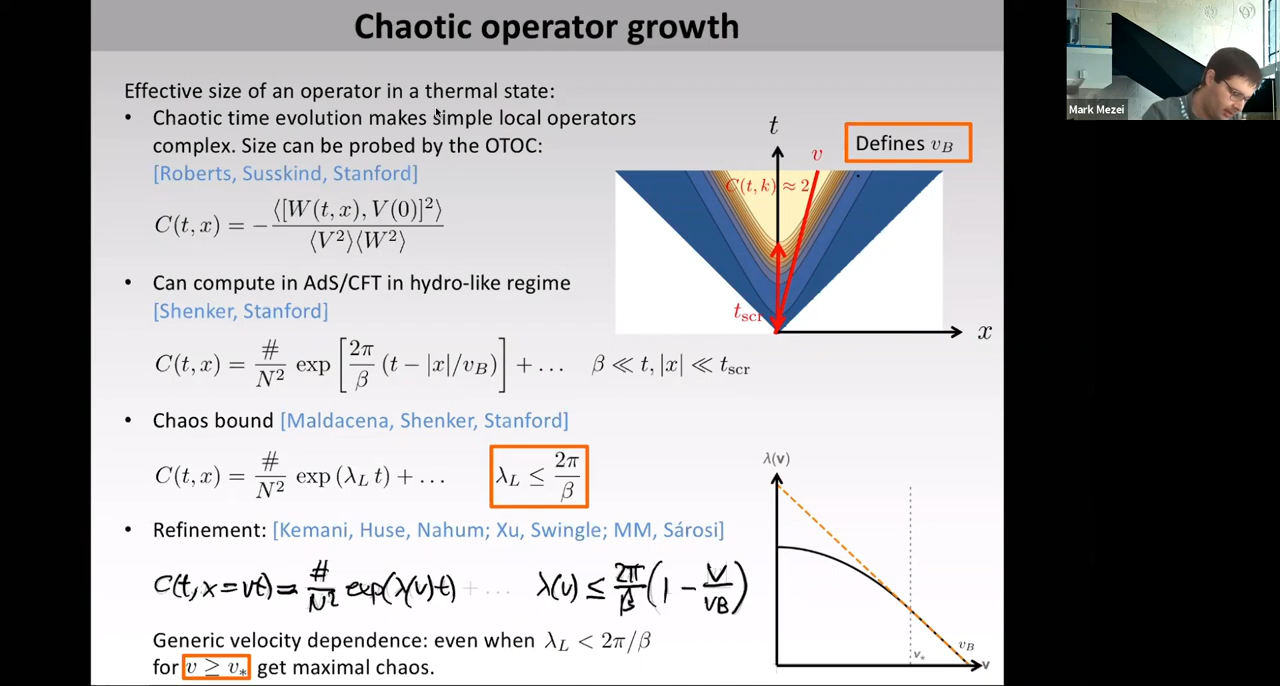 Chaotic operator growth
Mark Mezei
Effective size of an operator in a thermal state:
• Chaotic time evolution makes simple local operators
complex. Size can be probed by the OTOC:
[Roberts, Susskind, Stanford]
C(t, x) = −⟨[W(t, x), V(0)]²⟩ / ⟨V²⟩⟨W²⟩
t
v
Defines v_B
C(t, k) ≈ 2
t_scr
x
• Can compute in AdS/CFT in hydro-like regime
[Shenker, Stanford]
C(t, x) = #/N² exp [2π/β (t − |x|/v_B)] + … β ≪ t, |x| ≪ t_scr
• Chaos bound [Maldacena, Shenker, Stanford]
C(t, x) = #/N² exp (λ_L t) + … λ_L ≤ 2π/β
• Refinement: [Kemani, Huse, Nahum; Xu, Swingle; MM, Sárosi]
C(t, x = vt) = #/N² exp(λ(v)t) + … λ(v) ≤ 2π/β (1 − v/v_B)
Generic velocity dependence: even when λ_L < 2π/β
for v ≥ v_* get maximal chaos.
λ(v)
v_*
v_B
v